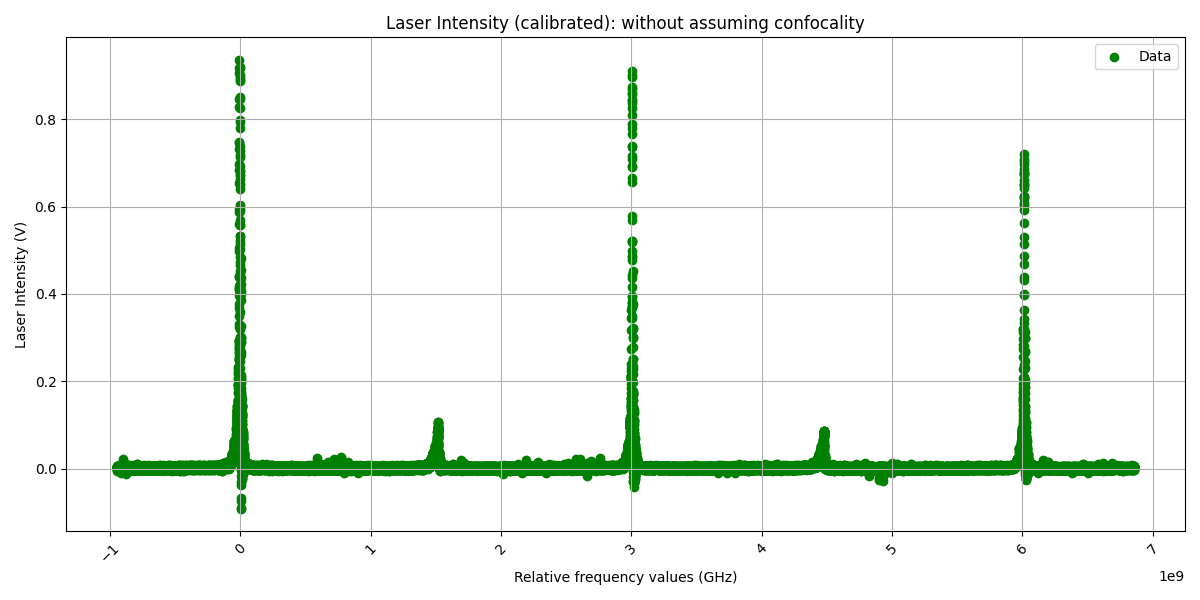 Laser Intensity (calibrated): without assuming confocality
Data
Laser Intensity (V)
0.8
0.6
0.4
0.2
0.0
−1
0
1
2
3
4
5
6
7
1e9
Relative frequency values (GHz)